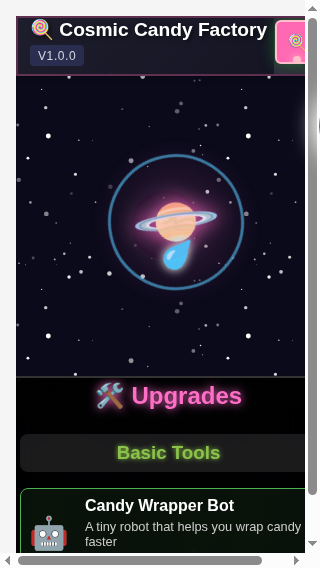 Cosmic Candy Factory
V1.0.0
Upgrades
Basic Tools
Candy Wrapper Bot
A tiny robot that helps you wrap candy
faster